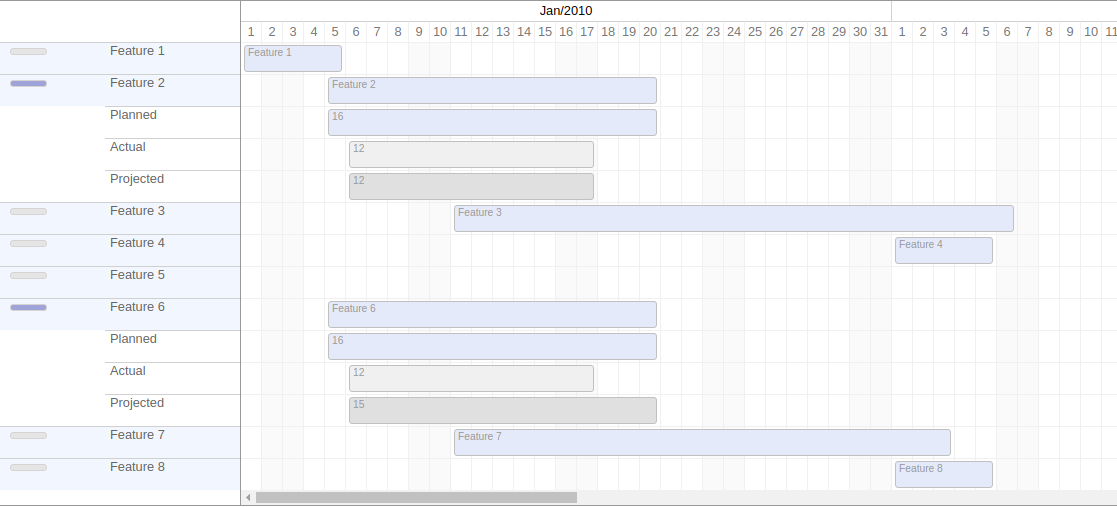 Jan/2010
1 2 3 4 5 6 7 8 9 10 11 12 13 14 15 16 17 18 19 20 21 22 23 24 25 26 27 28 29 30 31 1 2 3 4 5 6 7 8 9 10 11
Feature 1 Feature 1
Feature 2 Feature 2
Planned 16
Actual 12
Projected 12
Feature 3 Feature 3
Feature 4 Feature 4
Feature 5
Feature 6 Feature 6
Planned 16
Actual 12
Projected 15
Feature 7 Feature 7
Feature 8 Feature 8